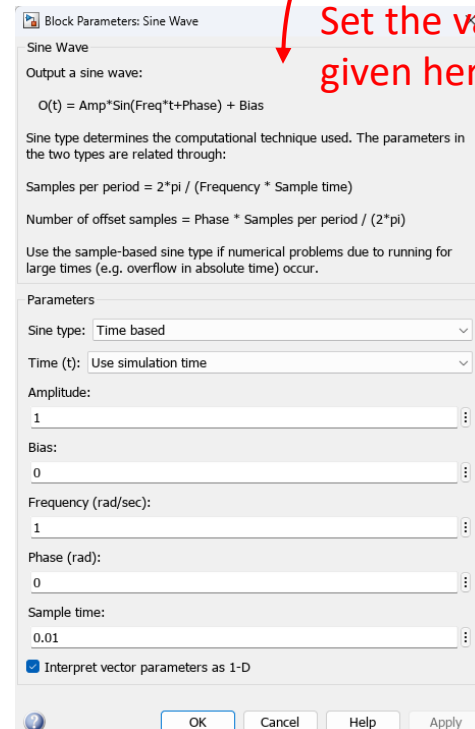 Block Parameters: Sine Wave
Set the
given
Sine Wave
Output a sine wave:
O(t) = Amp*Sin(Freq*t+Phase) + Bias
Sine type determines the computational technique used. The parameters in
the two types are related through:
Samples per period = 2*pi / (Frequency * Sample time)
Number of offset samples = Phase * Samples per period / (2*pi)
Use the sample-based sine type if numerical problems due to running for
large times (e.g. overflow in absolute time) occur.
Parameters
Sine type: Time based
Time (t): Use simulation time
Amplitude:
1
Bias:
0
Frequency (rad/sec):
1
Phase (rad):
0
Sample time:
0.01
Interpret vector parameters as 1-D
OK Cancel Help Apply